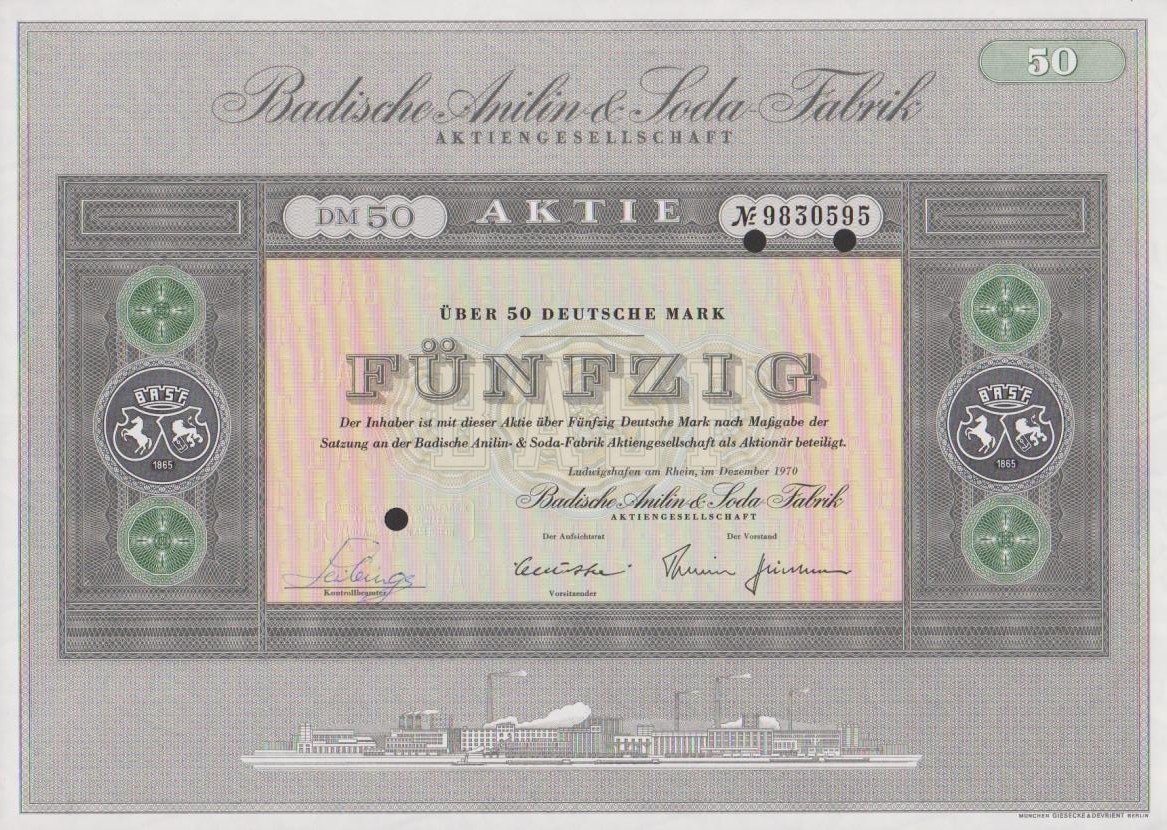 50
Badische Anilin- & Soda-Fabrik
AKTIENGESELLSCHAFT
DM 50
AKTIE
№ 9830595
ÜBER 50 DEUTSCHE MARK
FÜNFZIG
Der Inhaber ist mit dieser Aktie über Fünfzig Deutsche Mark nach Maßgabe der
Satzung an der Badische Anilin- & Soda-Fabrik Aktiengesellschaft als Aktionär beteiligt.
Ludwigshafen am Rhein, im Dezember 1970
Badische Anilin- & Soda-Fabrik
AKTIENGESELLSCHAFT
Der Aufsichtsrat
Der Vorstand
Kontrollbeamter
Vorsitzender
BASF
1865
BASF
1865
MÜNCHEN GIESECKE & DEVRIENT BERLIN